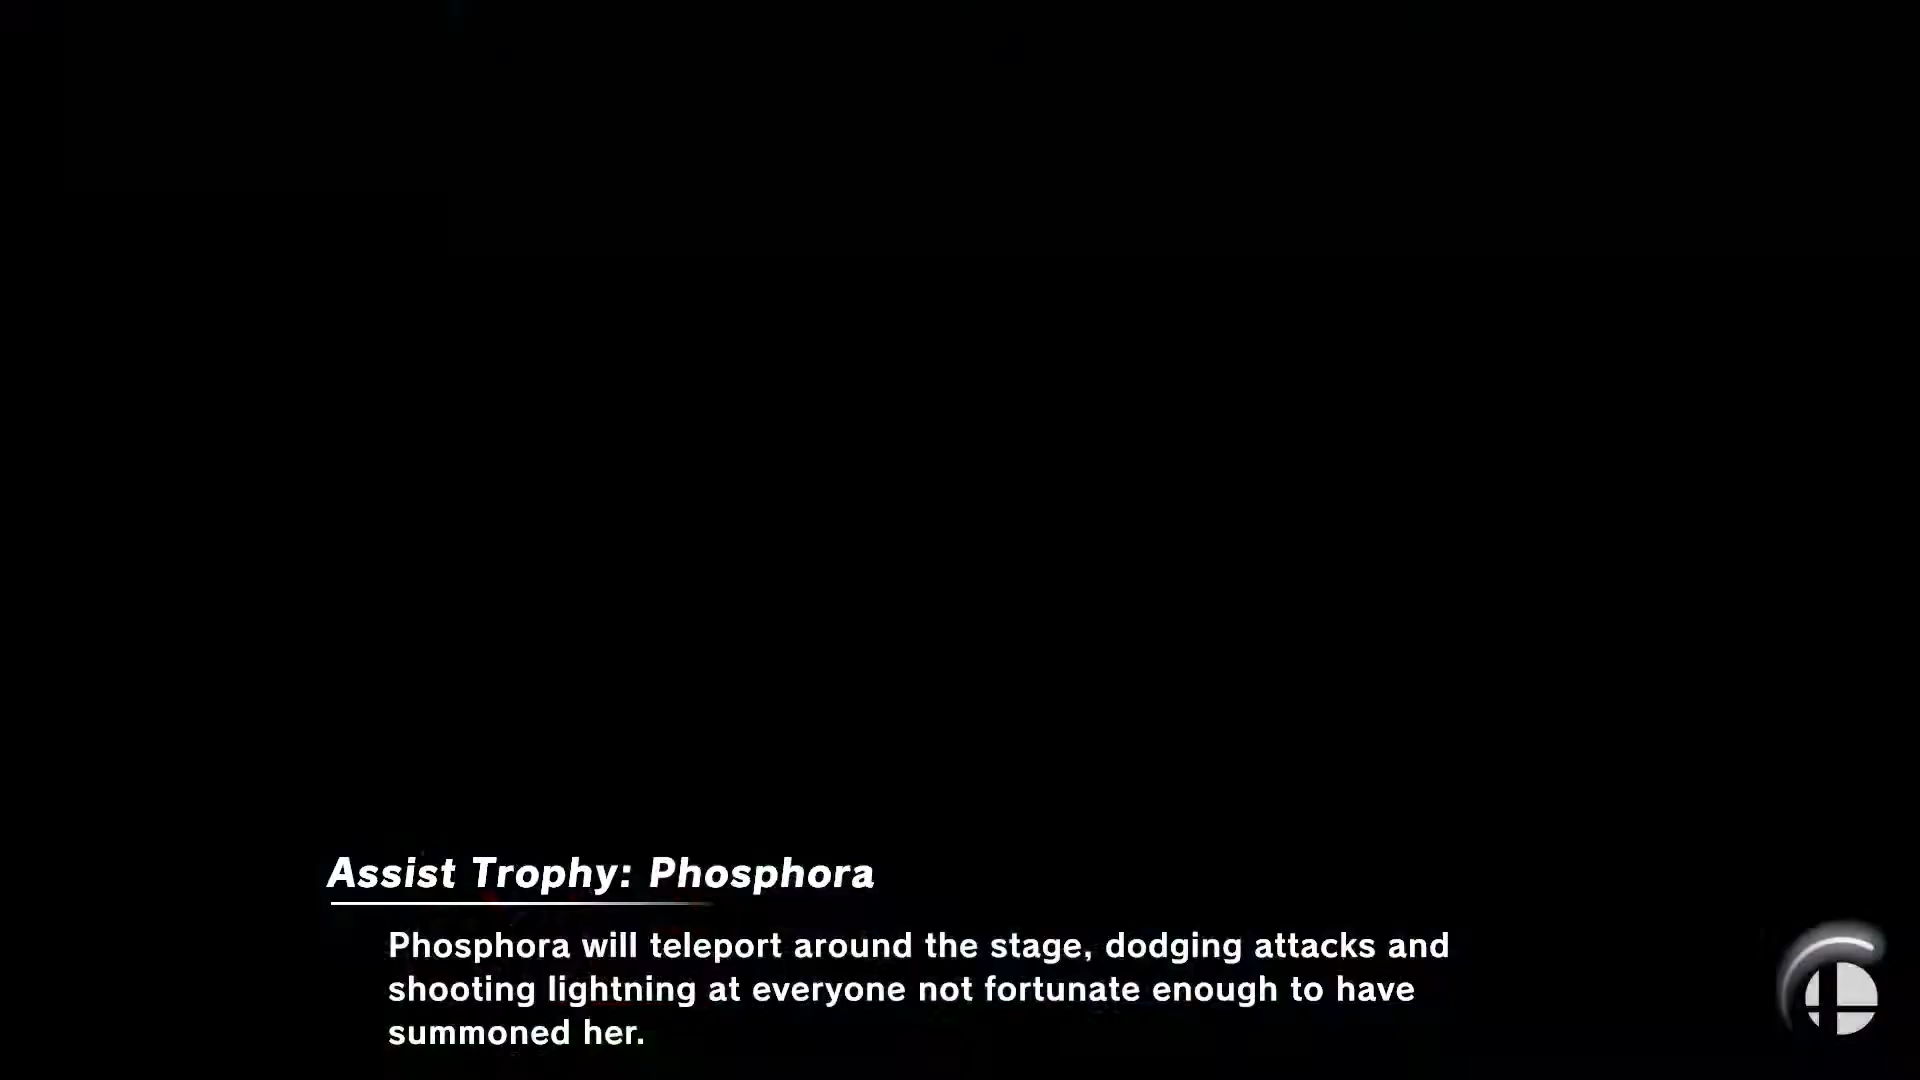 Assist Trophy: Phosphora
Phosphora will teleport around the stage, dodging attacks and
shooting lightning at everyone not fortunate enough to have
summoned her.